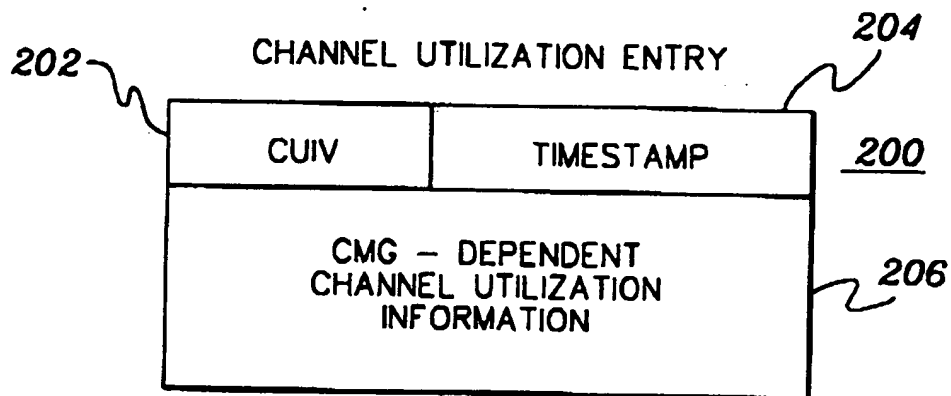 204
202
CHANNEL UTILIZATION ENTRY
CUIV
TIMESTAMP
200
CMG - DEPENDENT
CHANNEL UTILIZATION
INFORMATION
206